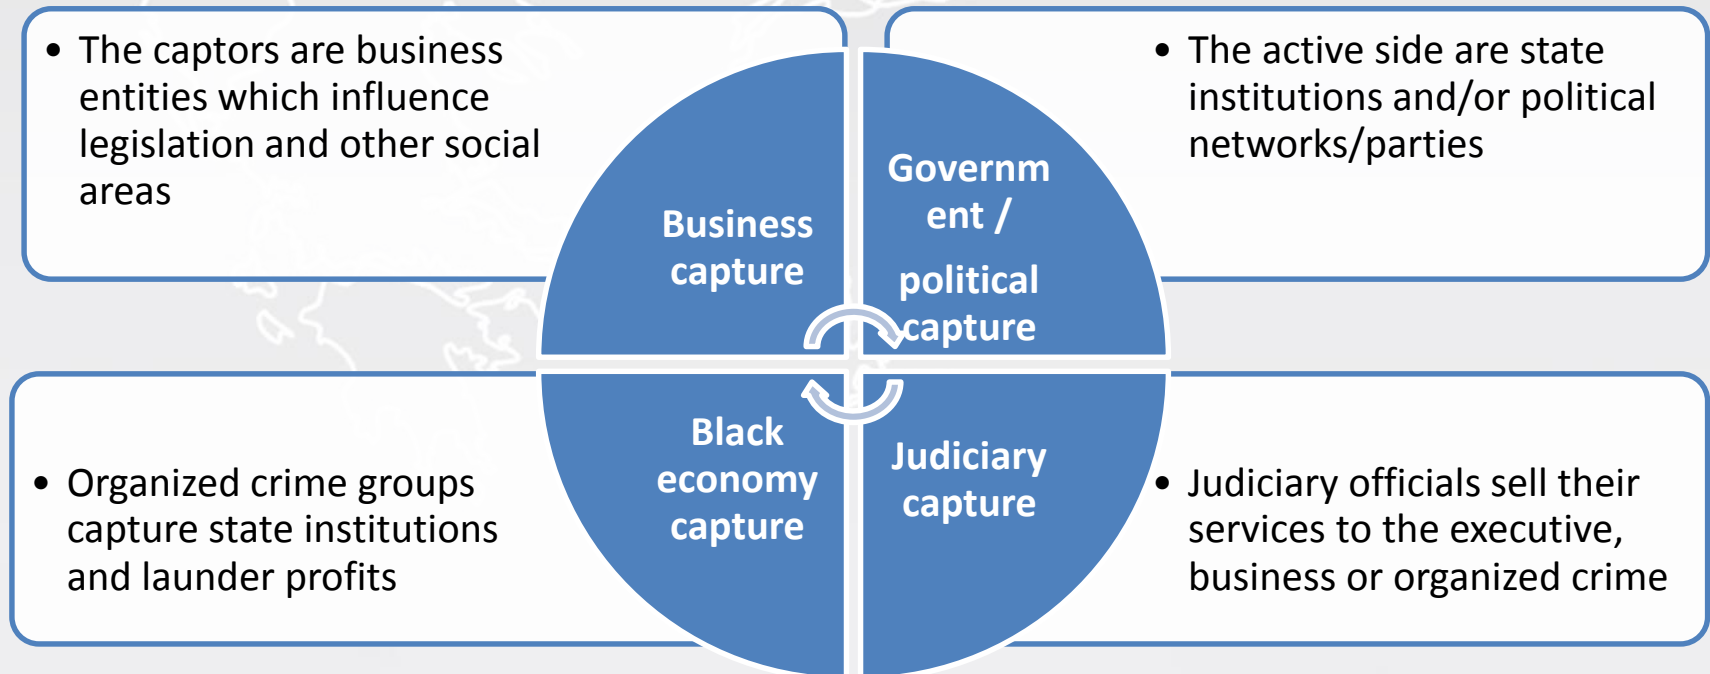 • The captors are business
entities which influence
legislation and other social
areas
Business
capture
Governm
ent /
political
capture
• The active side are state
institutions and/or political
networks/parties
• Organized crime groups
capture state institutions
and launder profits
Black
economy
capture
Judiciary
capture
• Judiciary officials sell their
services to the executive,
business or organized crime